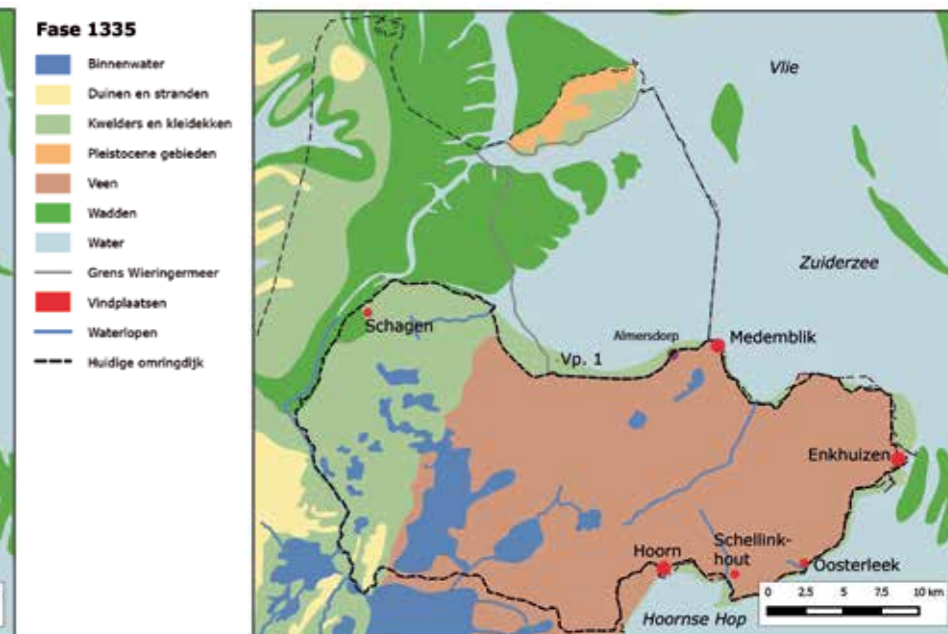 Fase 1335
Binnenwater
Duinen en stranden
Kwelders en kleidekken
Pleistocene gebieden
Veen
Wadden
Water
Grens Wieringermeer
Vindplaatsen
Waterlopen
Huidige omringdijk
Vlie
Zuiderzee
Schagen
Almersdorp
Medemblik
Vp. 1
Enkhuizen
Hoorn
Schellink-
hout
Oosterleek
Hoornse Hop
0 2.5 5 7.5 10 km